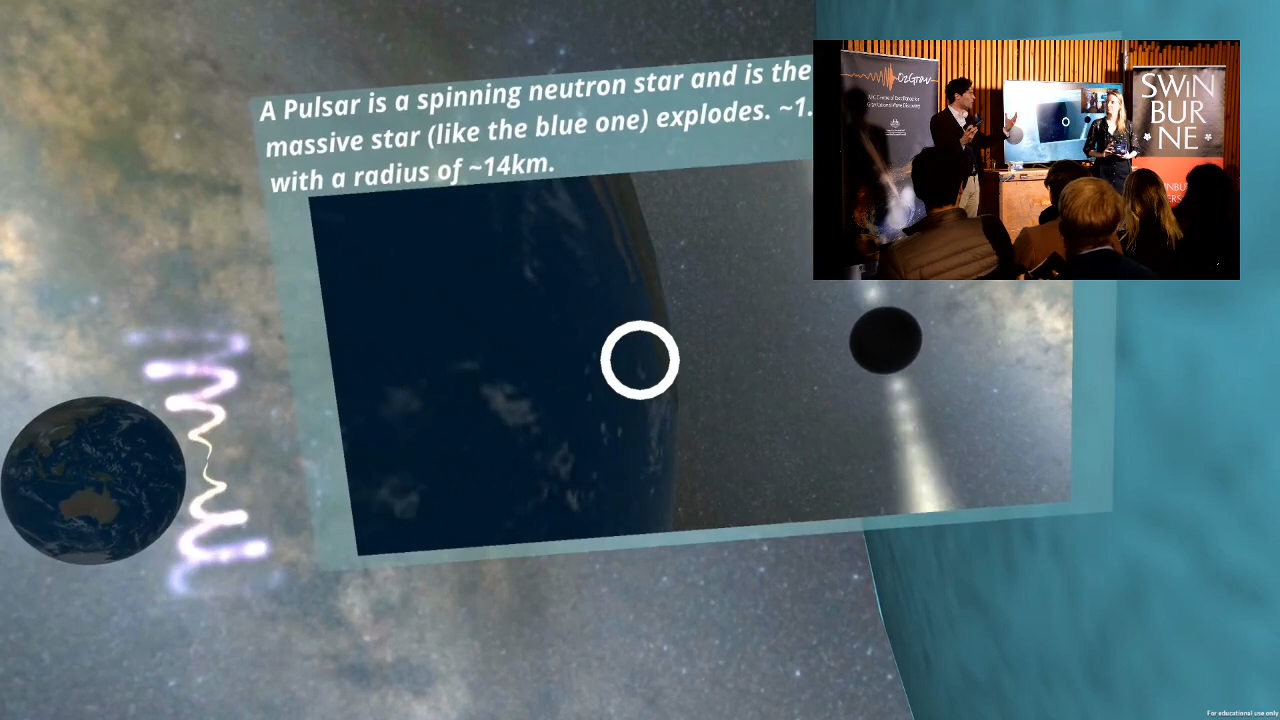 A Pulsar is a spinning neutron star and is the
massive star (like the blue one) explodes. ~1.
with a radius of ~14km.
OzGrav
SWiN
BUR
NE
For educational use only